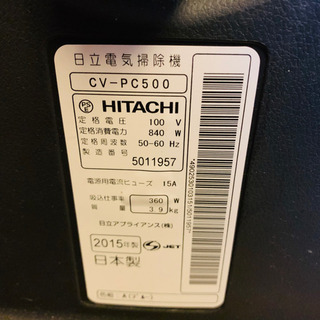 日立電気掃除機
CV-PC500
PS E HITACHI
定格電圧 100 V
定格消費電力 840 W
定格周波数 50-60 Hz
製造番号 5011957
電源用電流ヒューズ 15A
吸込仕事率 360 W
質量 3.9 kg
日立アプライアンス(株)
2015年製 S JET
日本製
4902530103151501957